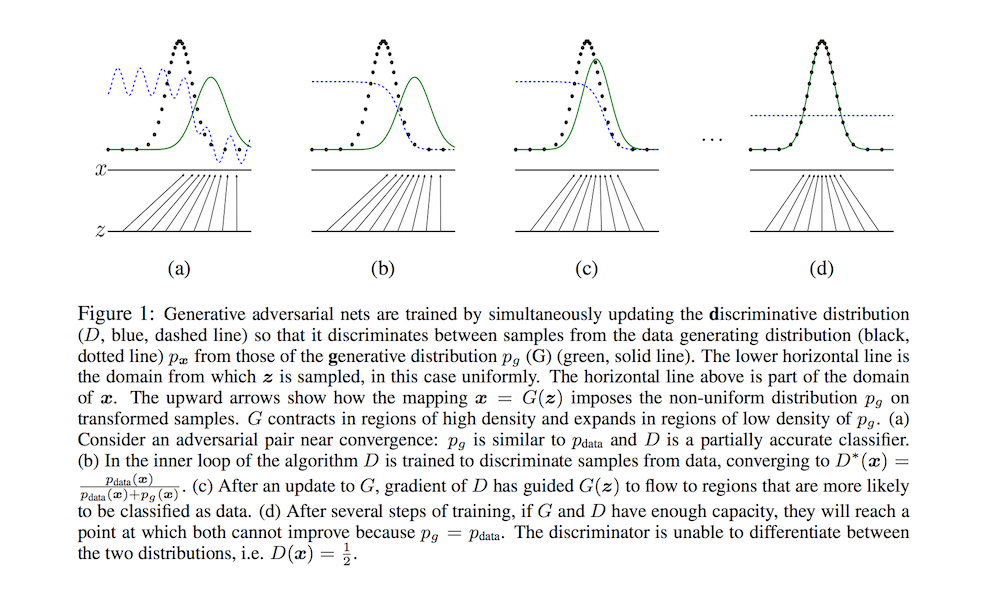 x
z
...
(a) (b) (c) (d)
Figure 1: Generative adversarial nets are trained by simultaneously updating the discriminative distribution
(D, blue, dashed line) so that it discriminates between samples from the data generating distribution (black,
dotted line) pₓ from those of the generative distribution p_g (G) (green, solid line). The lower horizontal line is
the domain from which z is sampled, in this case uniformly. The horizontal line above is part of the domain
of x. The upward arrows show how the mapping x = G(z) imposes the non-uniform distribution p_g on
transformed samples. G contracts in regions of high density and expands in regions of low density of p_g. (a)
Consider an adversarial pair near convergence: p_g is similar to p_data and D is a partially accurate classifier.
(b) In the inner loop of the algorithm D is trained to discriminate samples from data, converging to D*(x) =
p_data(x) / (p_data(x)+p_g(x)). (c) After an update to G, gradient of D has guided G(z) to flow to regions that are more likely
to be classified as data. (d) After several steps of training, if G and D have enough capacity, they will reach a
point at which both cannot improve because p_g = p_data. The discriminator is unable to differentiate between
the two distributions, i.e. D(x) = 1/2.